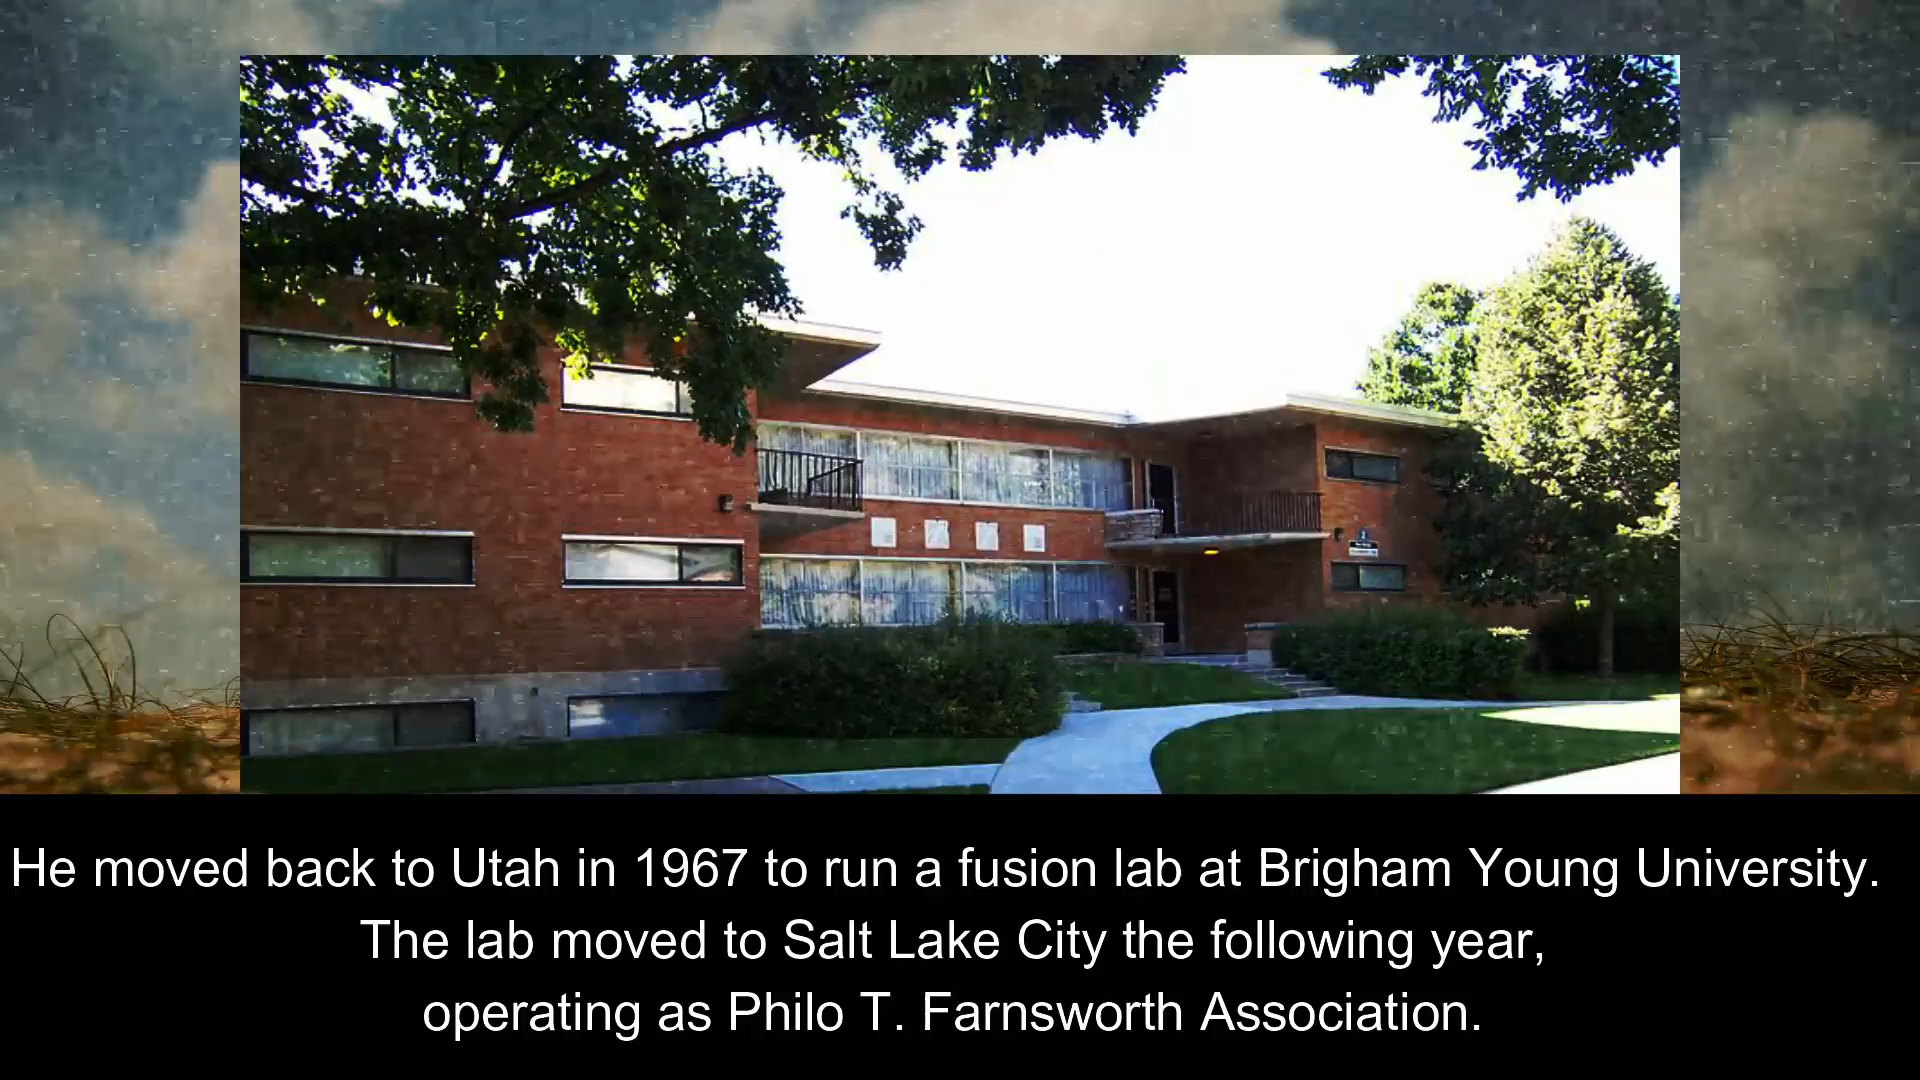 He moved back to Utah in 1967 to run a fusion lab at Brigham Young University.
The lab moved to Salt Lake City the following year,
operating as Philo T. Farnsworth Association.